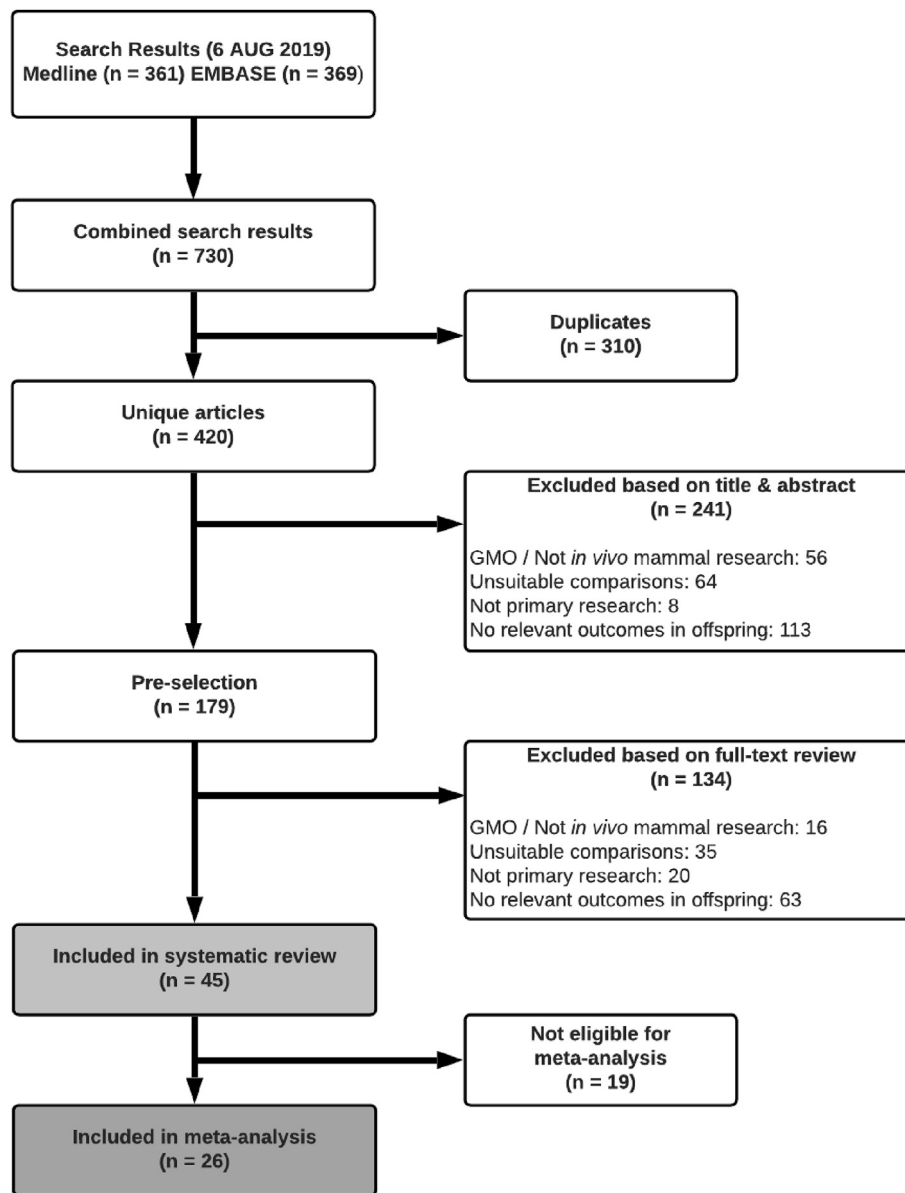 Search Results (6 AUG 2019)
Medline (n = 361) EMBASE (n = 369)
Combined search results
(n = 730)
Duplicates
(n = 310)
Unique articles
(n = 420)
Excluded based on title & abstract
(n = 241)
GMO / Not in vivo mammal research: 56
Unsuitable comparisons: 64
Not primary research: 8
No relevant outcomes in offspring: 113
Pre-selection
(n = 179)
Excluded based on full-text review
(n = 134)
GMO / Not in vivo mammal research: 16
Unsuitable comparisons: 35
Not primary research: 20
No relevant outcomes in offspring: 63
Included in systematic review
(n = 45)
Not eligible for
meta-analysis
(n = 19)
Included in meta-analysis
(n = 26)